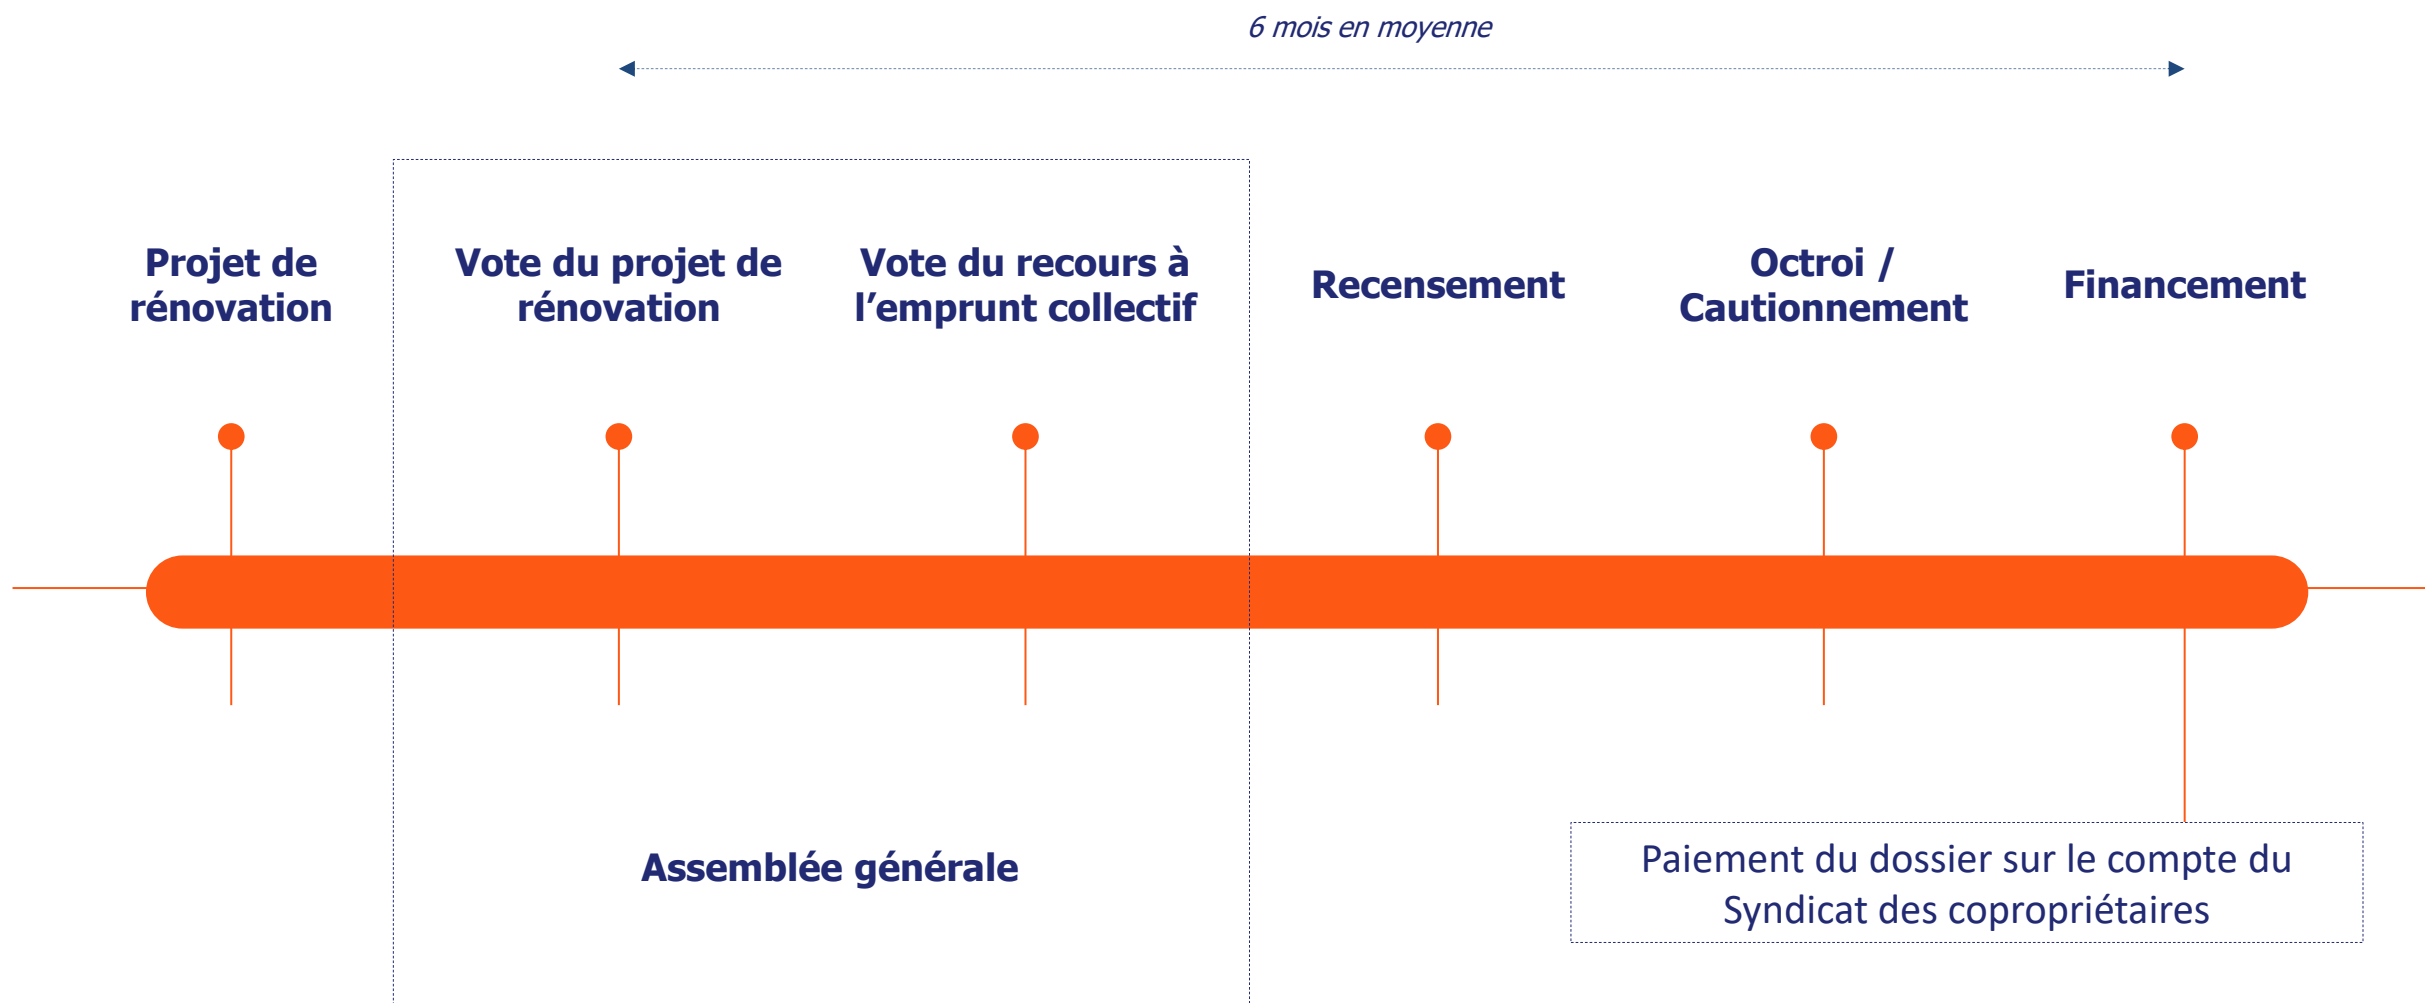 6 mois en moyenne
Projet de
rénovation
Vote du projet de
rénovation
Vote du recours à
l’emprunt collectif
Recensement
Octroi /
Cautionnement
Financement
Assemblée générale
Paiement du dossier sur le compte du
Syndicat des copropriétaires